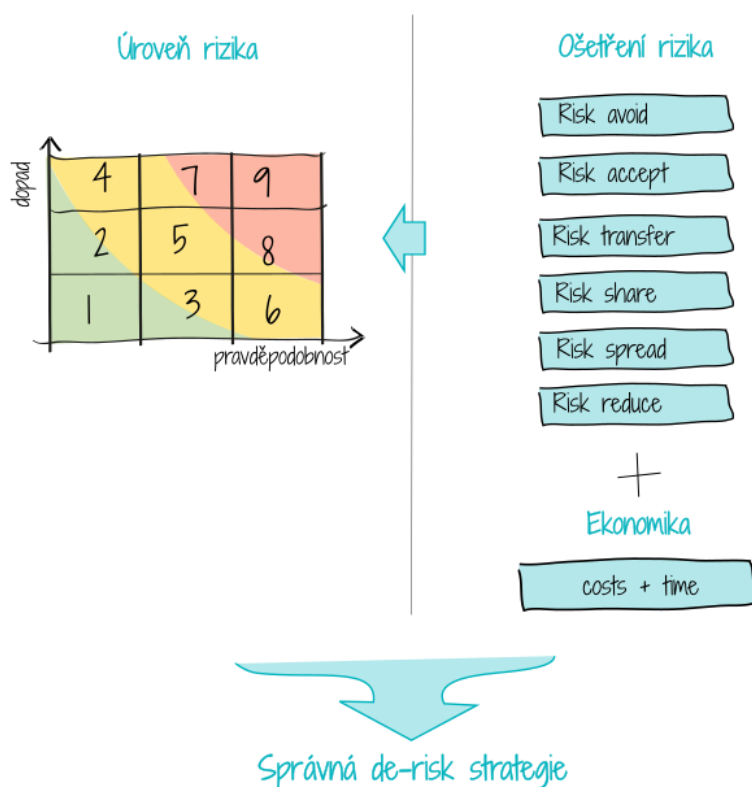 Úroveň rizika
dopad
4 7 9
2 5 8
1 3 6
pravděpodobnost
Ošetření rizika
Risk avoid
Risk accept
Risk transfer
Risk share
Risk spread
Risk reduce
+
Ekonomika
costs + time
Správná de-risk strategie